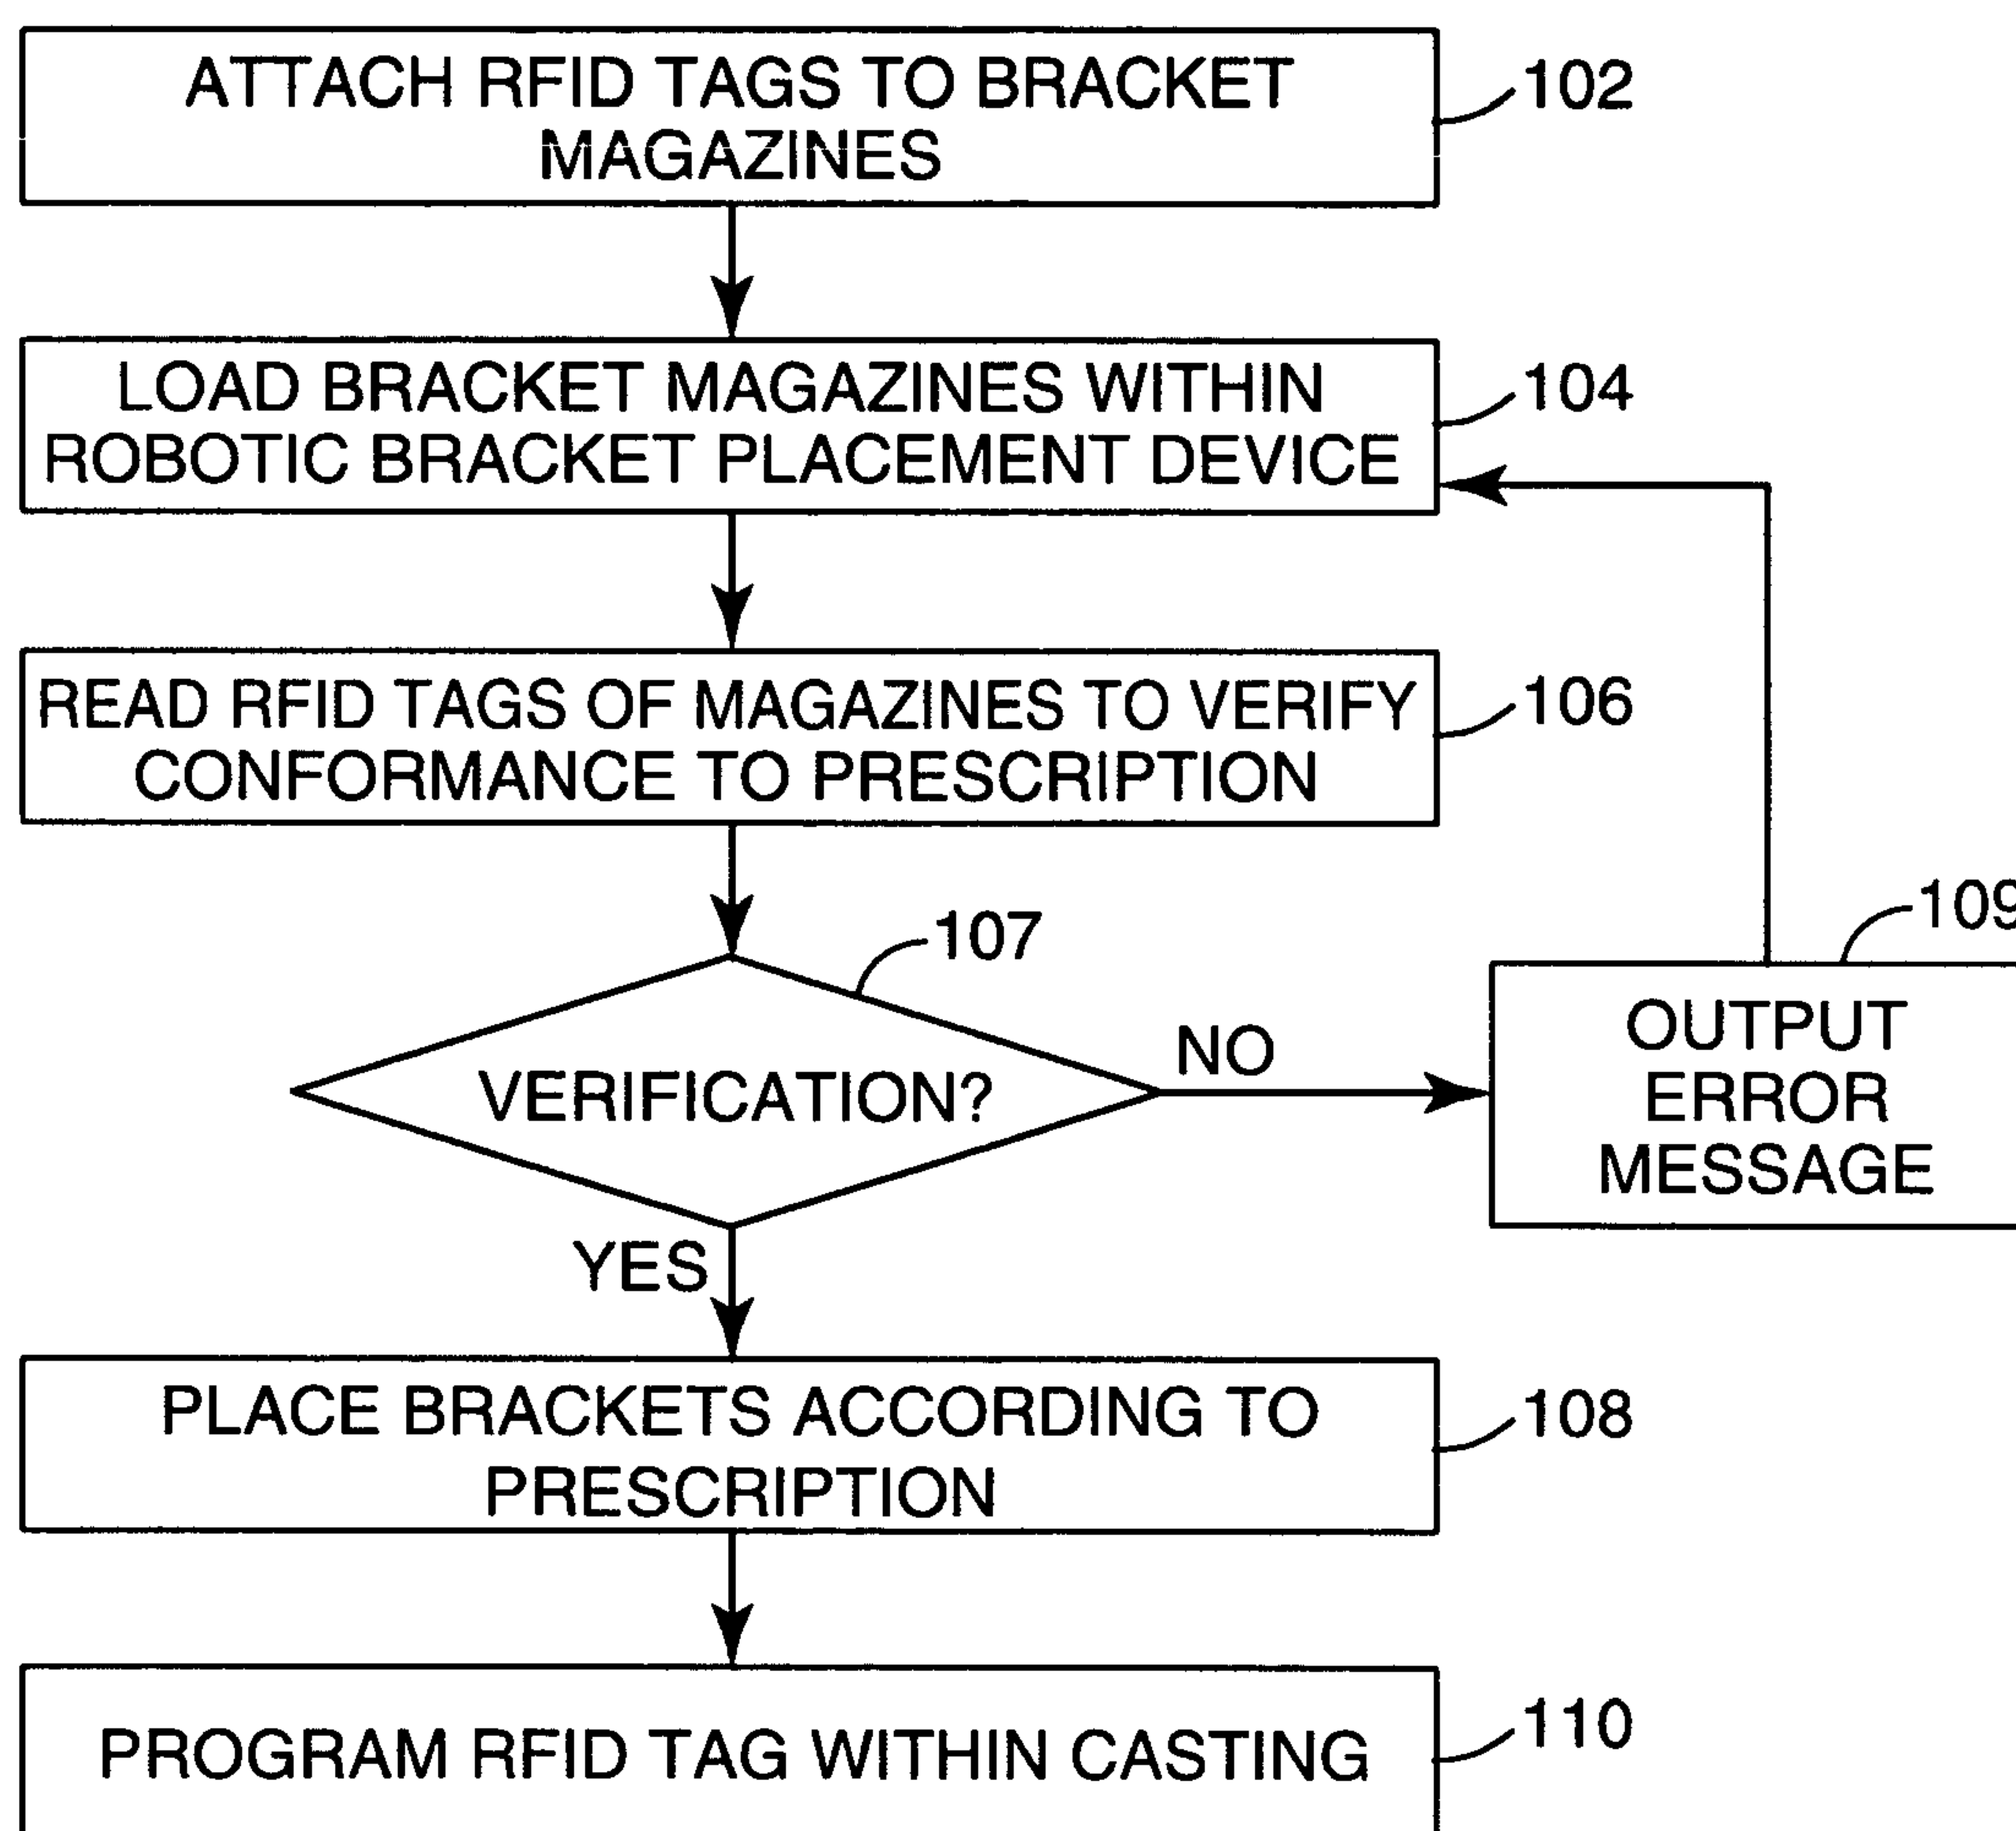 ATTACH RFID TAGS TO BRACKET
MAGAZINES
102
LOAD BRACKET MAGAZINES WITHIN
ROBOTIC BRACKET PLACEMENT DEVICE
104
READ RFID TAGS OF MAGAZINES TO VERIFY
CONFORMANCE TO PRESCRIPTION
106
107
VERIFICATION?
NO
109
OUTPUT
ERROR
MESSAGE
YES
PLACE BRACKETS ACCORDING TO
PRESCRIPTION
108
PROGRAM RFID TAG WITHIN CASTING
110